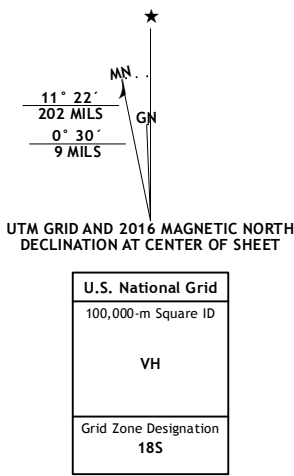 MN
11° 22´
202 MILS
GN
0° 30´
9 MILS
UTM GRID AND 2016 MAGNETIC NORTH
DECLINATION AT CENTER OF SHEET
U.S. National Grid
100,000-m Square ID
VH
Grid Zone Designation
18S